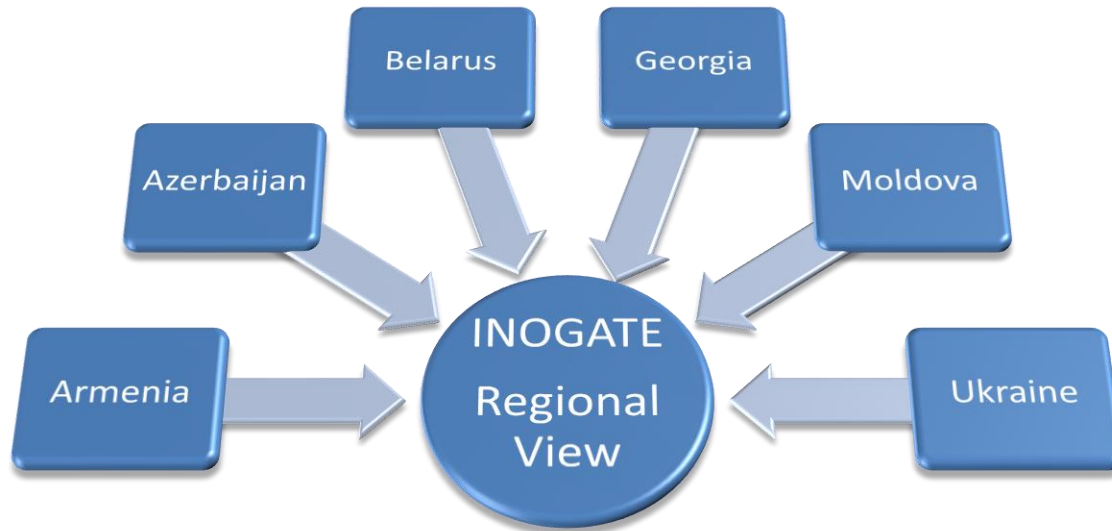 Belarus
Georgia
Azerbaijan
Moldova
Armenia
INOGATE
Regional
View
Ukraine